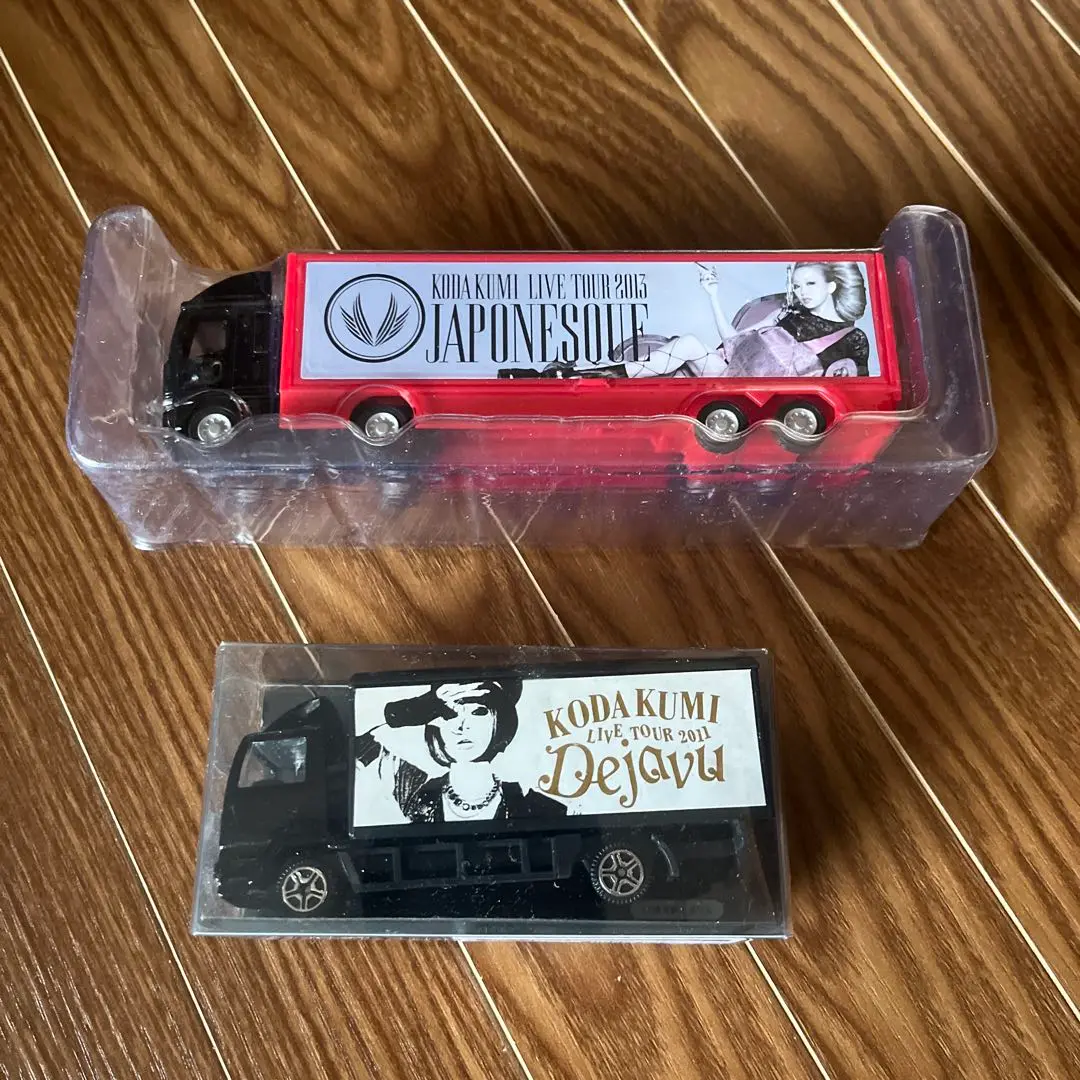 KODA KUMI LIVE TOUR 2013
JAPONESQUE
KODA KUMI
LIVE TOUR 2011
Dejavu